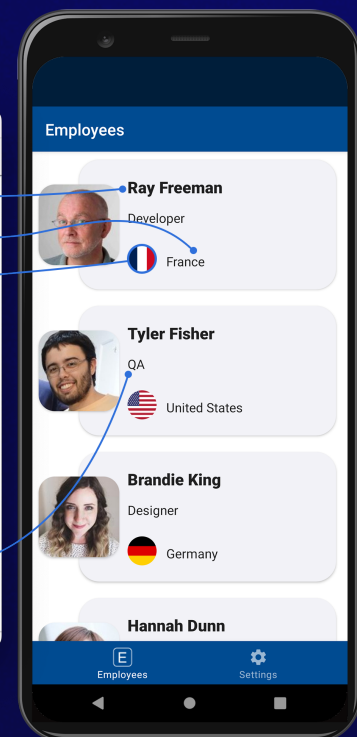 Employees
Ray Freeman
Developer
France
Tyler Fisher
QA
United States
Brandie King
Designer
Germany
Hannah Dunn
E
Employees
Settings